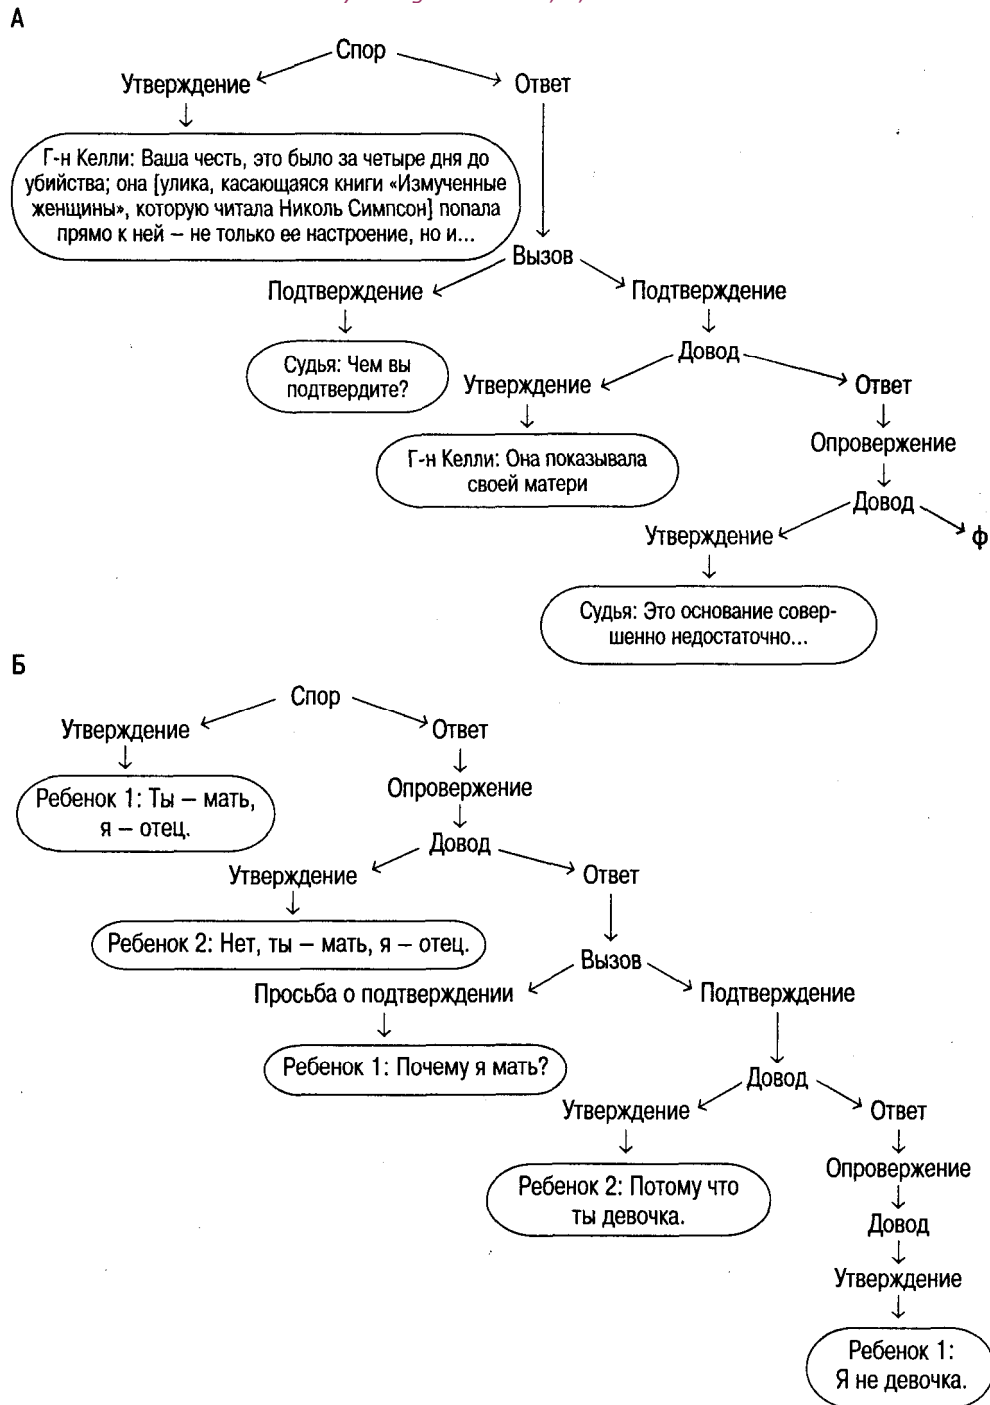 А
Спор
Утверждение
Ответ
Г-н Келли: Ваша честь, это было за четыре дня до
убийства; она [улика, касающаяся книги «Измученные
женщины», которую читала Николь Симпсон] попала
прямо к ней – не только ее настроение, но и...
Вызов
Подтверждение
Подтверждение
Судья: Чем вы
подтвердите?
Довод
Утверждение
Ответ
Г-н Келли: Она показывала
своей матери
Опровержение
Довод
Утверждение
ф
Судья: Это основание совер-
шенно недостаточно...
Б
Спор
Утверждение
Ответ
Ребенок 1: Ты – мать,
я – отец.
Опровержение
Довод
Утверждение
Ответ
Ребенок 2: Нет, ты – мать, я – отец.
Вызов
Просьба о подтверждении
Подтверждение
Ребенок 1: Почему я мать?
Довод
Утверждение
Ответ
Ребенок 2: Потому что
ты девочка.
Опровержение
Довод
Утверждение
Ребенок 1:
Я не девочка.